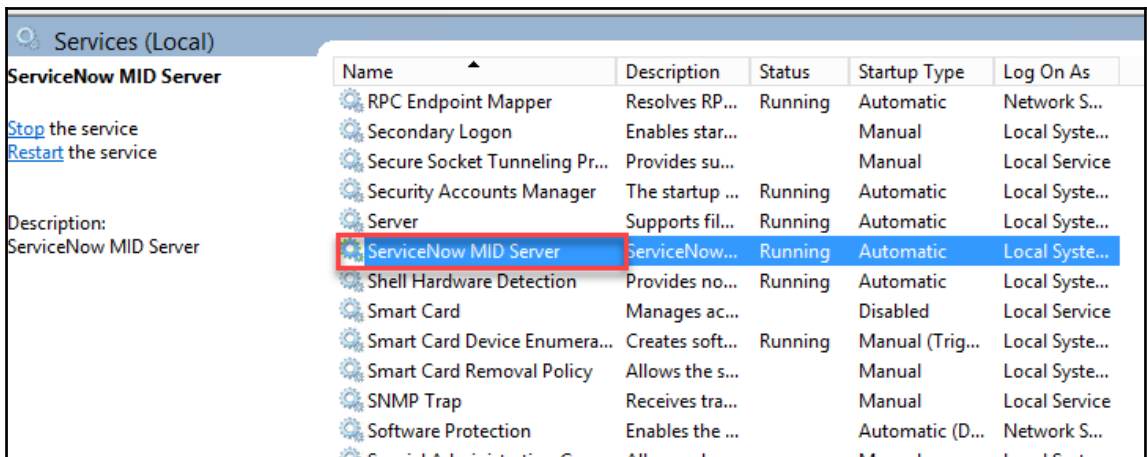 Services (Local)
ServiceNow MID Server
Stop the service
Restart the service
Description:
ServiceNow MID Server
Name Description Status Startup Type Log On As
RPC Endpoint Mapper Resolves RP... Running Automatic Network S...
Secondary Logon Enables star... Manual Local Syste...
Secure Socket Tunneling Pr... Provides su... Manual Local Service
Security Accounts Manager The startup ... Running Automatic Local Syste...
Server Supports fil... Running Automatic Local Syste...
ServiceNow MID Server ServiceNow... Running Automatic Local Syste...
Shell Hardware Detection Provides no... Running Automatic Local Syste...
Smart Card Manages ac... Disabled Local Service
Smart Card Device Enumera... Creates soft... Running Manual (Trig... Local Syste...
Smart Card Removal Policy Allows the s... Manual Local Syste...
SNMP Trap Receives tra... Manual Local Service
Software Protection Enables the ... Automatic (D... Network S...